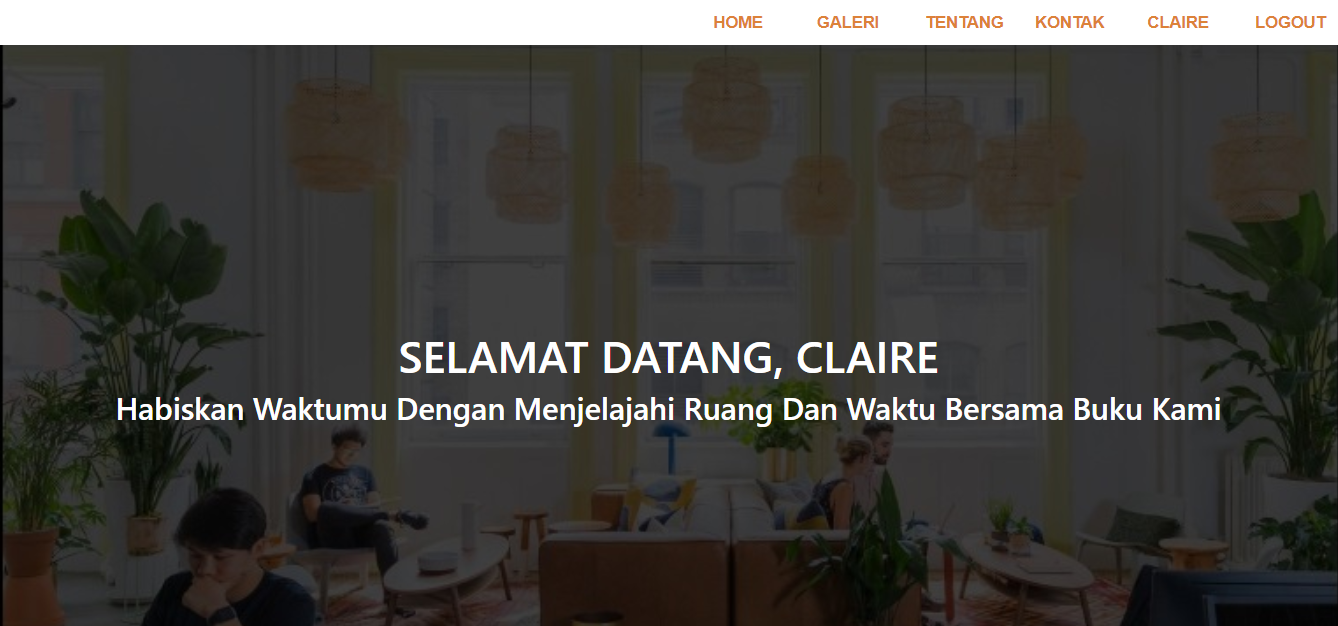 HOME GALERI TENTANG KONTAK CLAIRE LOGOUT
SELAMAT DATANG, CLAIRE
Habiskan Waktumu Dengan Menjelajahi Ruang Dan Waktu Bersama Buku Kami